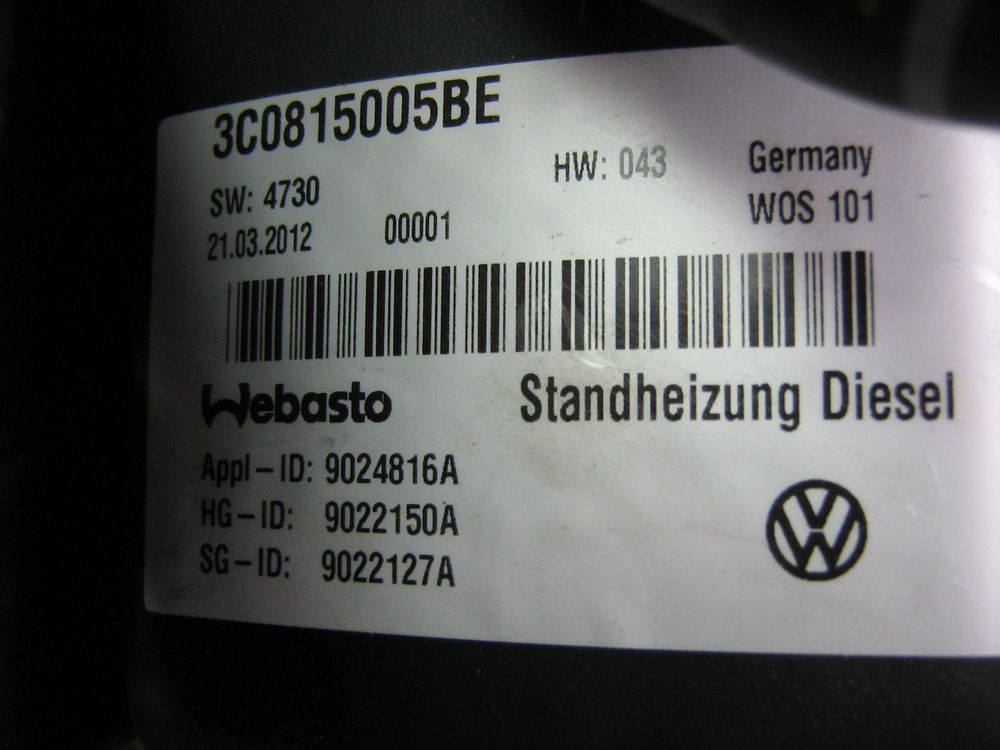 3C0815005BE
SW: 4730 HW: 043 Germany
21.03.2012 00001 WOS 101
Webasto Standheizung Diesel
Appl-ID: 9024816A
HG-ID: 9022150A
SG-ID: 9022127A